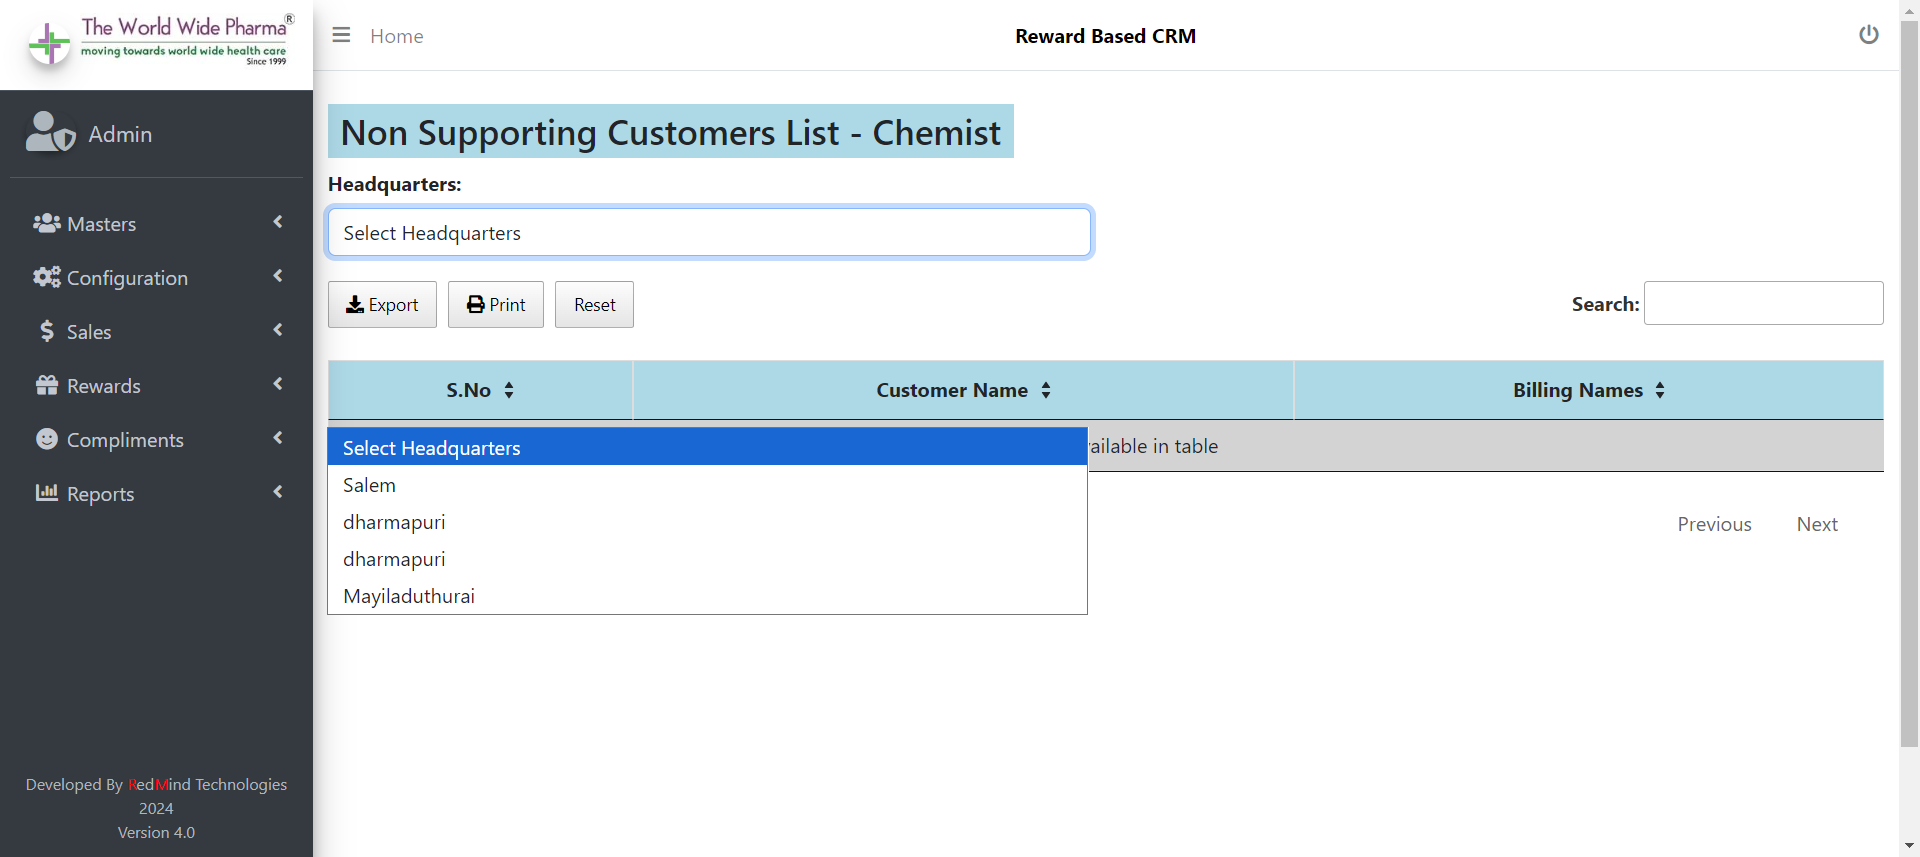 The World Wide Pharma®
moving towards world wide health care
Since 1999
Home
Reward Based CRM
Admin
Masters
Configuration
Sales
Rewards
Compliments
Reports
Developed By RedMind Technologies
2024
Version 4.0
Non Supporting Customers List - Chemist
Headquarters:
Select Headquarters
Export Print Reset
Search:
S.No Customer Name Billing Names
in table
Select Headquarters
Salem
dharmapuri
dharmapuri
Mayiladuthurai
Previous Next